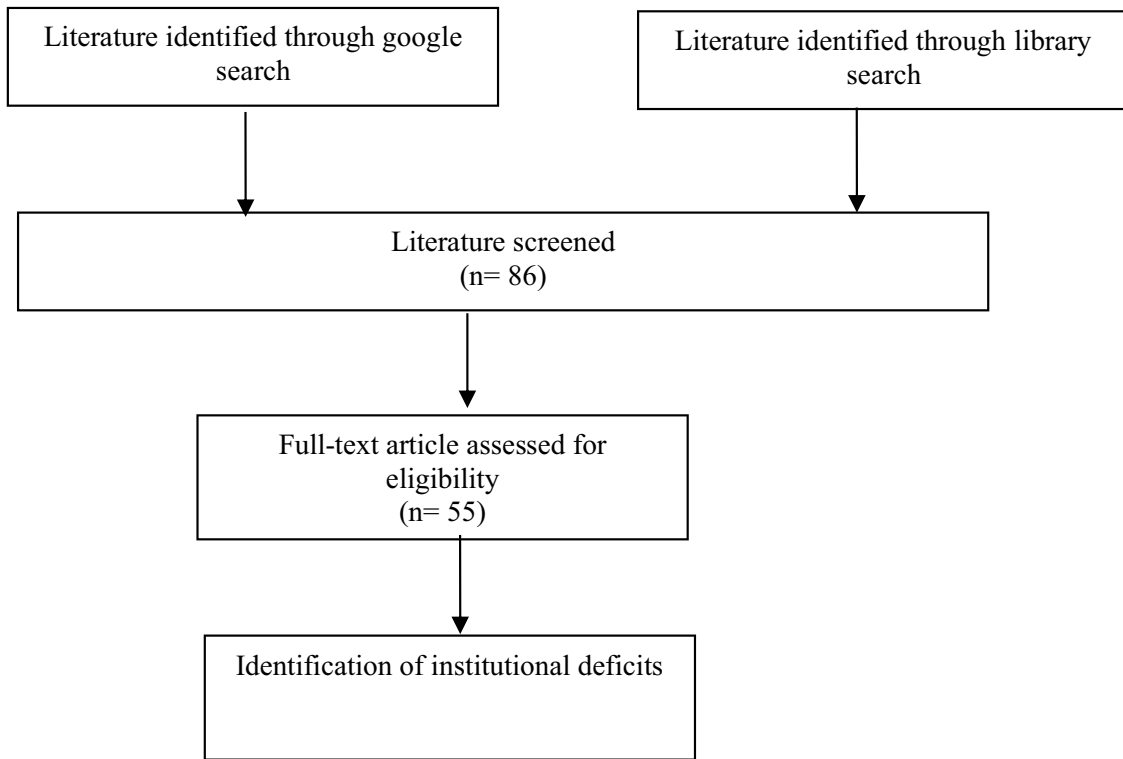 Literature identified through google
search
Literature identified through library
search
Literature screened
(n= 86)
Full-text article assessed for
eligibility
(n= 55)
Identification of institutional deficits